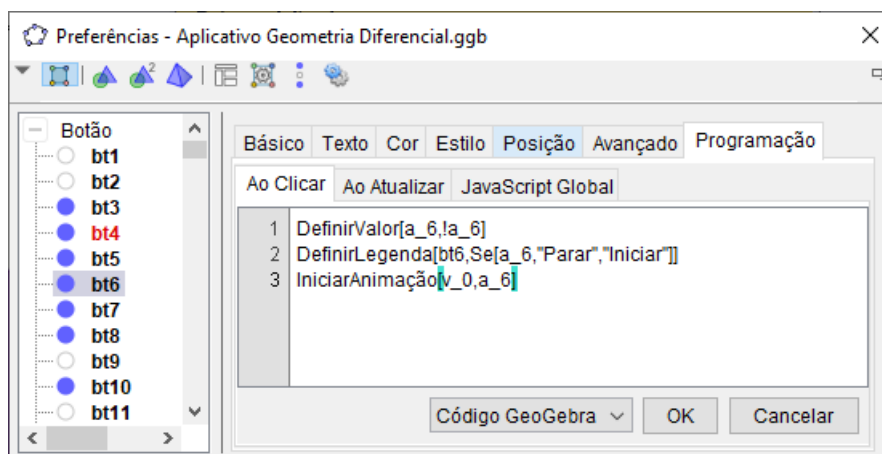 Preferências - Aplicativo Geometria Diferencial.ggb
Botão
bt1
bt2
bt3
bt4
bt5
bt6
bt7
bt8
bt9
bt10
bt11
Básico Texto Cor Estilo Posição Avançado Programação
Ao Clicar Ao Atualizar JavaScript Global
1 DefinirValor[a_6,!a_6]
2 DefinirLegenda[bt6,Se[a_6,"Parar","Iniciar"]]
3 IniciarAnimação[v_0,a_6]
Código GeoGebra OK Cancelar